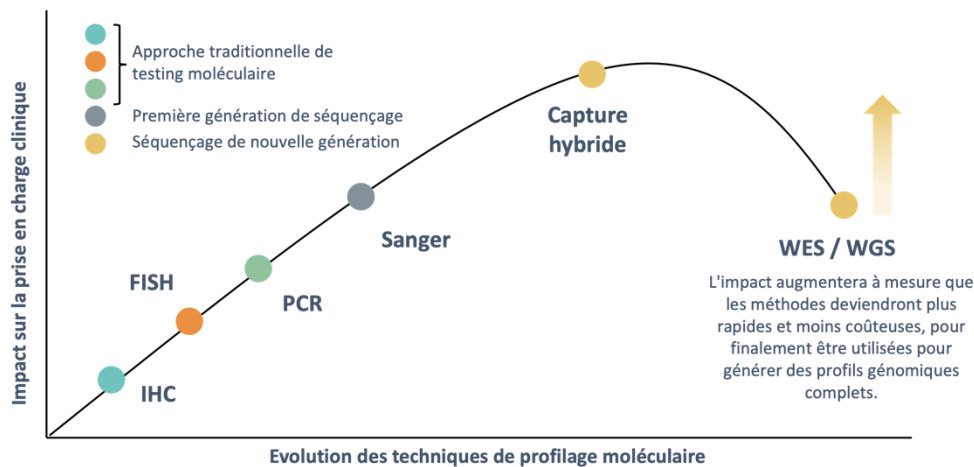 Approche traditionnelle de
testing moléculaire
Première génération de séquençage
Séquençage de nouvelle génération
Impact sur la prise en charge clinique
Capture
hybride
Sanger
FISH
PCR
IHC
WES / WGS
L'impact augmentera à mesure que
les méthodes deviendront plus
rapides et moins coûteuses, pour
finalement être utilisées pour
générer des profils génomiques
complets.
Evolution des techniques de profilage moléculaire